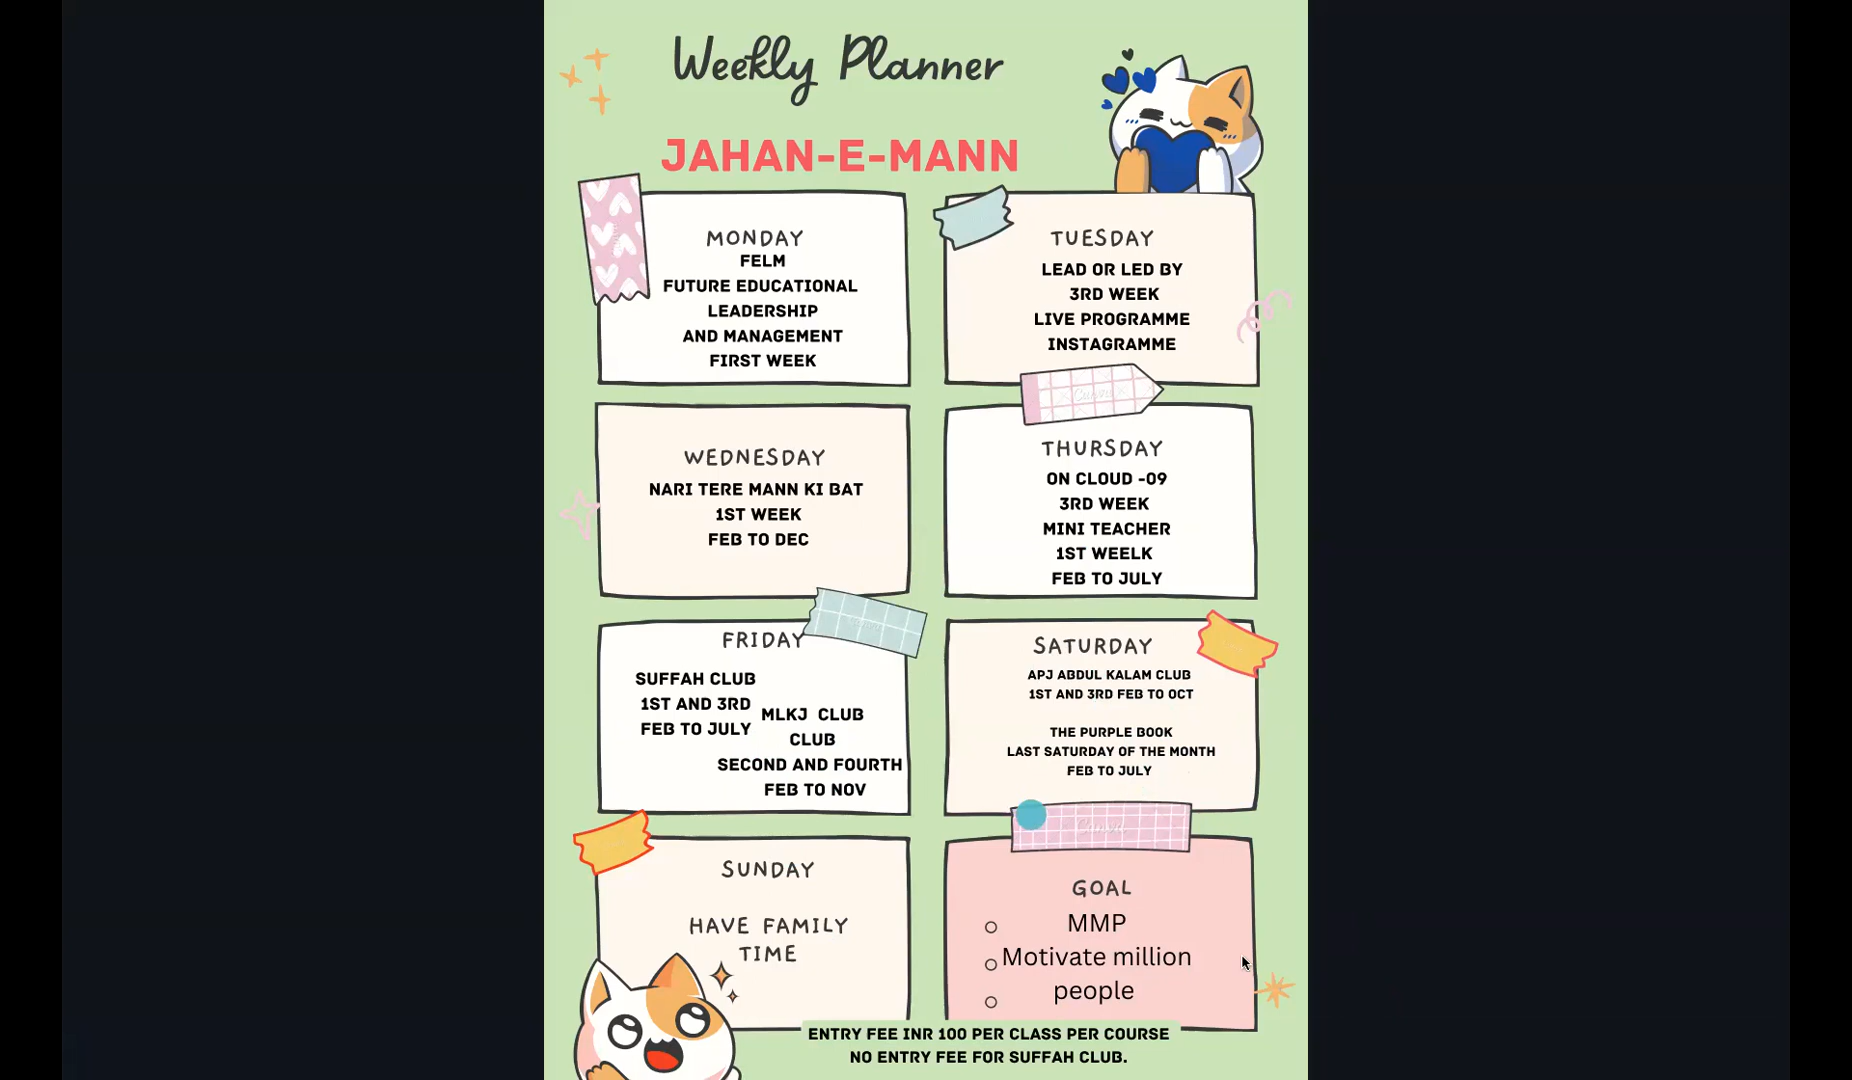 Weekly Planner
JAHAN-E-MANN
MONDAY
FELM
FUTURE EDUCATIONAL
LEADERSHIP
AND MANAGEMENT
FIRST WEEK
TUESDAY
LEAD OR LED BY
3RD WEEK
LIVE PROGRAMME
INSTAGRAMME
WEDNESDAY
NARI TERE MANN KI BAT
1ST WEEK
FEB TO DEC
THURSDAY
ON CLOUD -09
3RD WEEK
MINI TEACHER
1ST WEELK
FEB TO JULY
FRIDAY
SUFFAH CLUB
1ST AND 3RD
FEB TO JULY
MLKJ CLUB
CLUB
SECOND AND FOURTH
FEB TO NOV
SATURDAY
APJ ABDUL KALAM CLUB
1ST AND 3RD FEB TO OCT
THE PURPLE BOOK
LAST SATURDAY OF THE MONTH
FEB TO JULY
SUNDAY
HAVE FAMILY
TIME
Canva
GOAL
MMP
Motivate million
people
ENTRY FEE INR 100 PER CLASS PER COURSE
NO ENTRY FEE FOR SUFFAH CLUB.